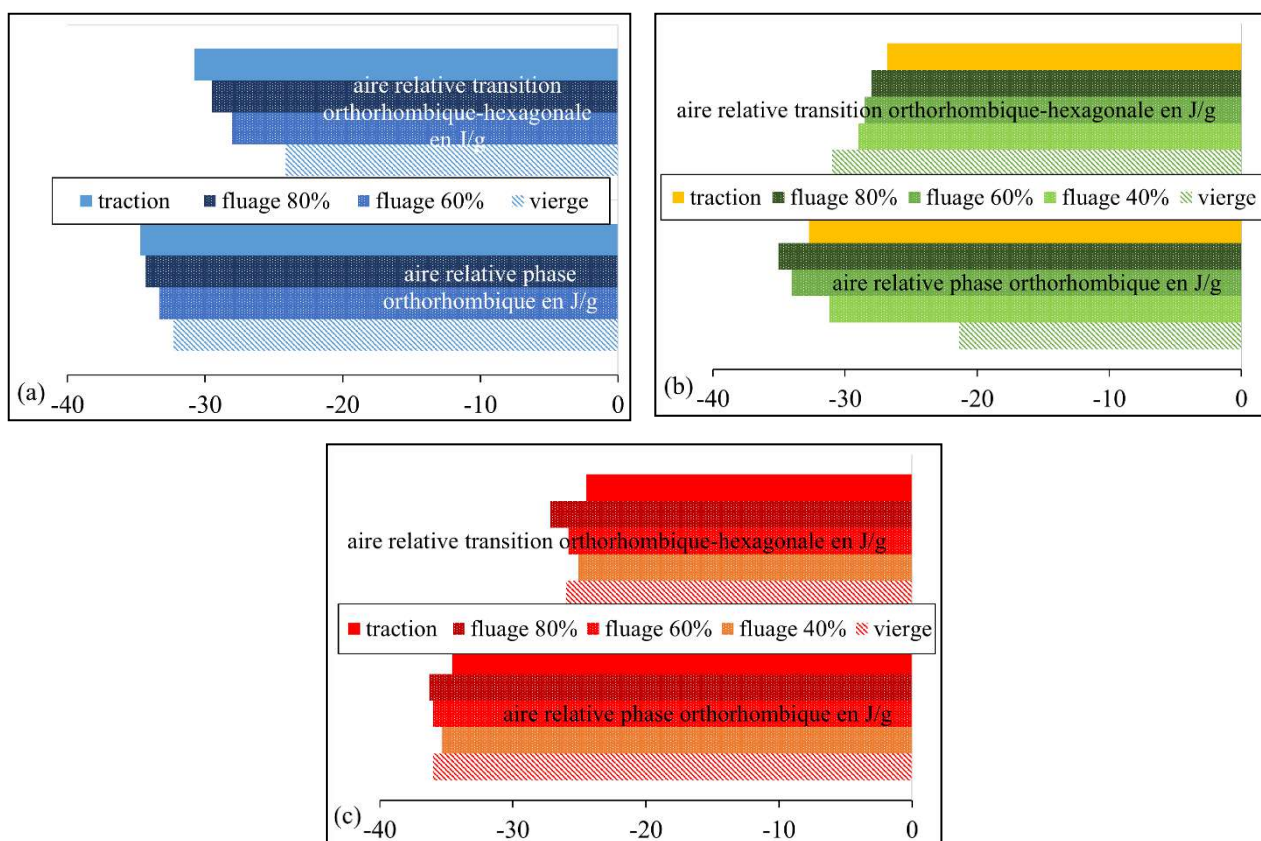 aire relative transition
orthorhombique-hexagonale
en J/g
traction fluage 80% fluage 60% vierge
aire relative phase
orthorhombique en J/g
(a)
-40 -30 -20 -10 0
aire relative transition orthorhombique-hexagonale en J/g
traction fluage 80% fluage 60% fluage 40% vierge
aire relative phase orthorhombique en J/g
(b)
-40 -30 -20 -10 0
aire relative transition orthorhombique-hexagonale en J/g
traction fluage 80% fluage 60% fluage 40% vierge
aire relative phase orthorhombique en J/g
(c)
-40 -30 -20 -10 0